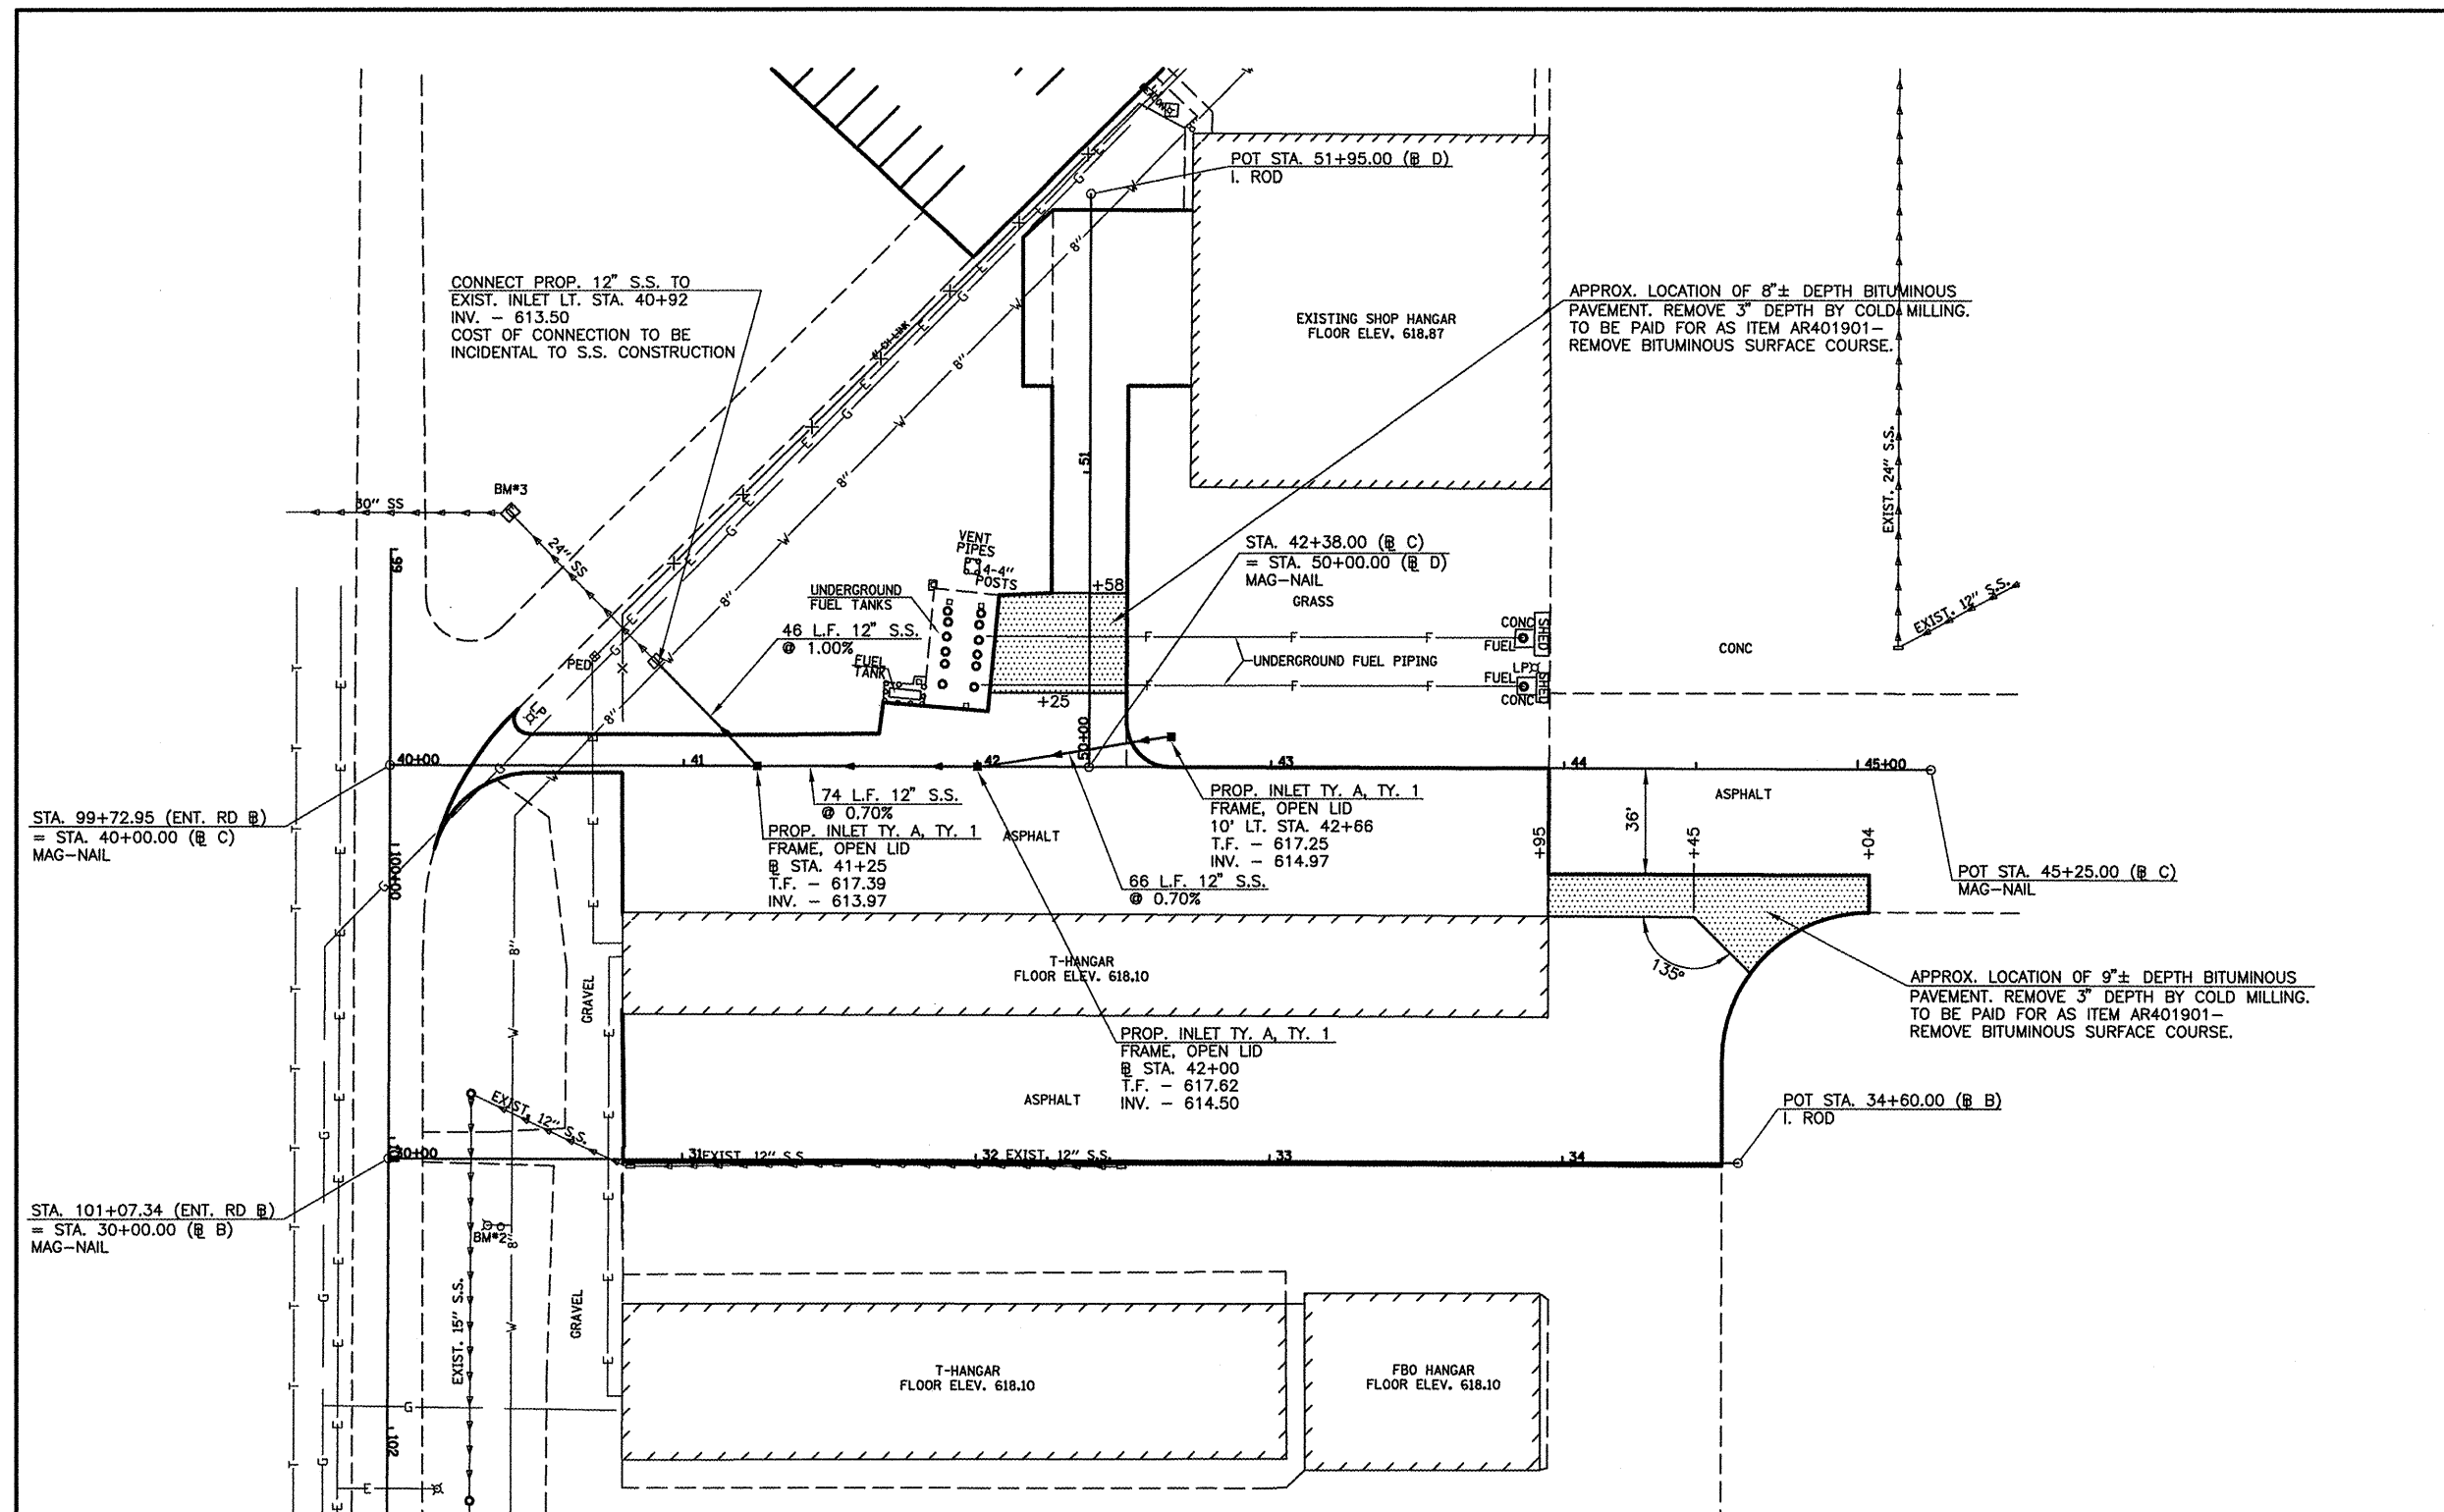 POT STA. 51+95.00 (℄ D)
I. ROD
CONNECT PROP. 12" S.S. TO
EXIST. INLET LT. STA. 40+92
INV. – 613.50
COST OF CONNECTION TO BE
INCIDENTAL TO S.S. CONSTRUCTION
EXISTING SHOP HANGAR
FLOOR ELEV. 618.87
APPROX. LOCATION OF 8"± DEPTH BITUMINOUS
PAVEMENT. REMOVE 3" DEPTH BY COLD MILLING.
TO BE PAID FOR AS ITEM AR401901–
REMOVE BITUMINOUS SURFACE COURSE.
EXIST. 24" S.S.
51
BM#3
30" SS
24" SS
99
VENT
PIPES
4-4"
POSTS
UNDERGROUND
FUEL TANKS
+58
STA. 42+38.00 (℄ C)
= STA. 50+00.00 (℄ D)
MAG-NAIL
GRASS
46 L.F. 12" S.S.
@ 1.00%
FUEL
TANK
PED
CONC
FUEL
SHED
UNDERGROUND FUEL PIPING
LP
FUEL
CONC
SHED
CONC
EXIST. 12" S.S.
+25
LP
50+00
40+00
41
42
43
44
45+00
STA. 99+72.95 (ENT. RD ℄)
= STA. 40+00.00 (℄ C)
MAG-NAIL
74 L.F. 12" S.S.
@ 0.70%
PROP. INLET TY. A, TY. 1
FRAME, OPEN LID
℄ STA. 41+25
T.F. – 617.39
INV. – 613.97
ASPHALT
PROP. INLET TY. A, TY. 1
FRAME, OPEN LID
10' LT. STA. 42+66
T.F. – 617.25
INV. – 614.97
66 L.F. 12" S.S.
@ 0.70%
ASPHALT
36'
+95
+45
+04
POT STA. 45+25.00 (℄ C)
MAG-NAIL
100+00
T-HANGAR
FLOOR ELEV. 618.10
135°
APPROX. LOCATION OF 9"± DEPTH BITUMINOUS
PAVEMENT. REMOVE 3" DEPTH BY COLD MILLING.
TO BE PAID FOR AS ITEM AR401901–
REMOVE BITUMINOUS SURFACE COURSE.
GRAVEL
PROP. INLET TY. A, TY. 1
FRAME, OPEN LID
℄ STA. 42+00
T.F. – 617.62
INV. – 614.50
ASPHALT
EXIST. 12" S.S.
POT STA. 34+60.00 (℄ B)
I. ROD
30+00
31
EXIST. 12" S.S.
32
EXIST. 12" S.S.
33
34
STA. 101+07.34 (ENT. RD ℄)
= STA. 30+00.00 (℄ B)
MAG-NAIL
BM#2
EXIST. 15" S.S.
GRAVEL
T-HANGAR
FLOOR ELEV. 618.10
FBO HANGAR
FLOOR ELEV. 618.10
102